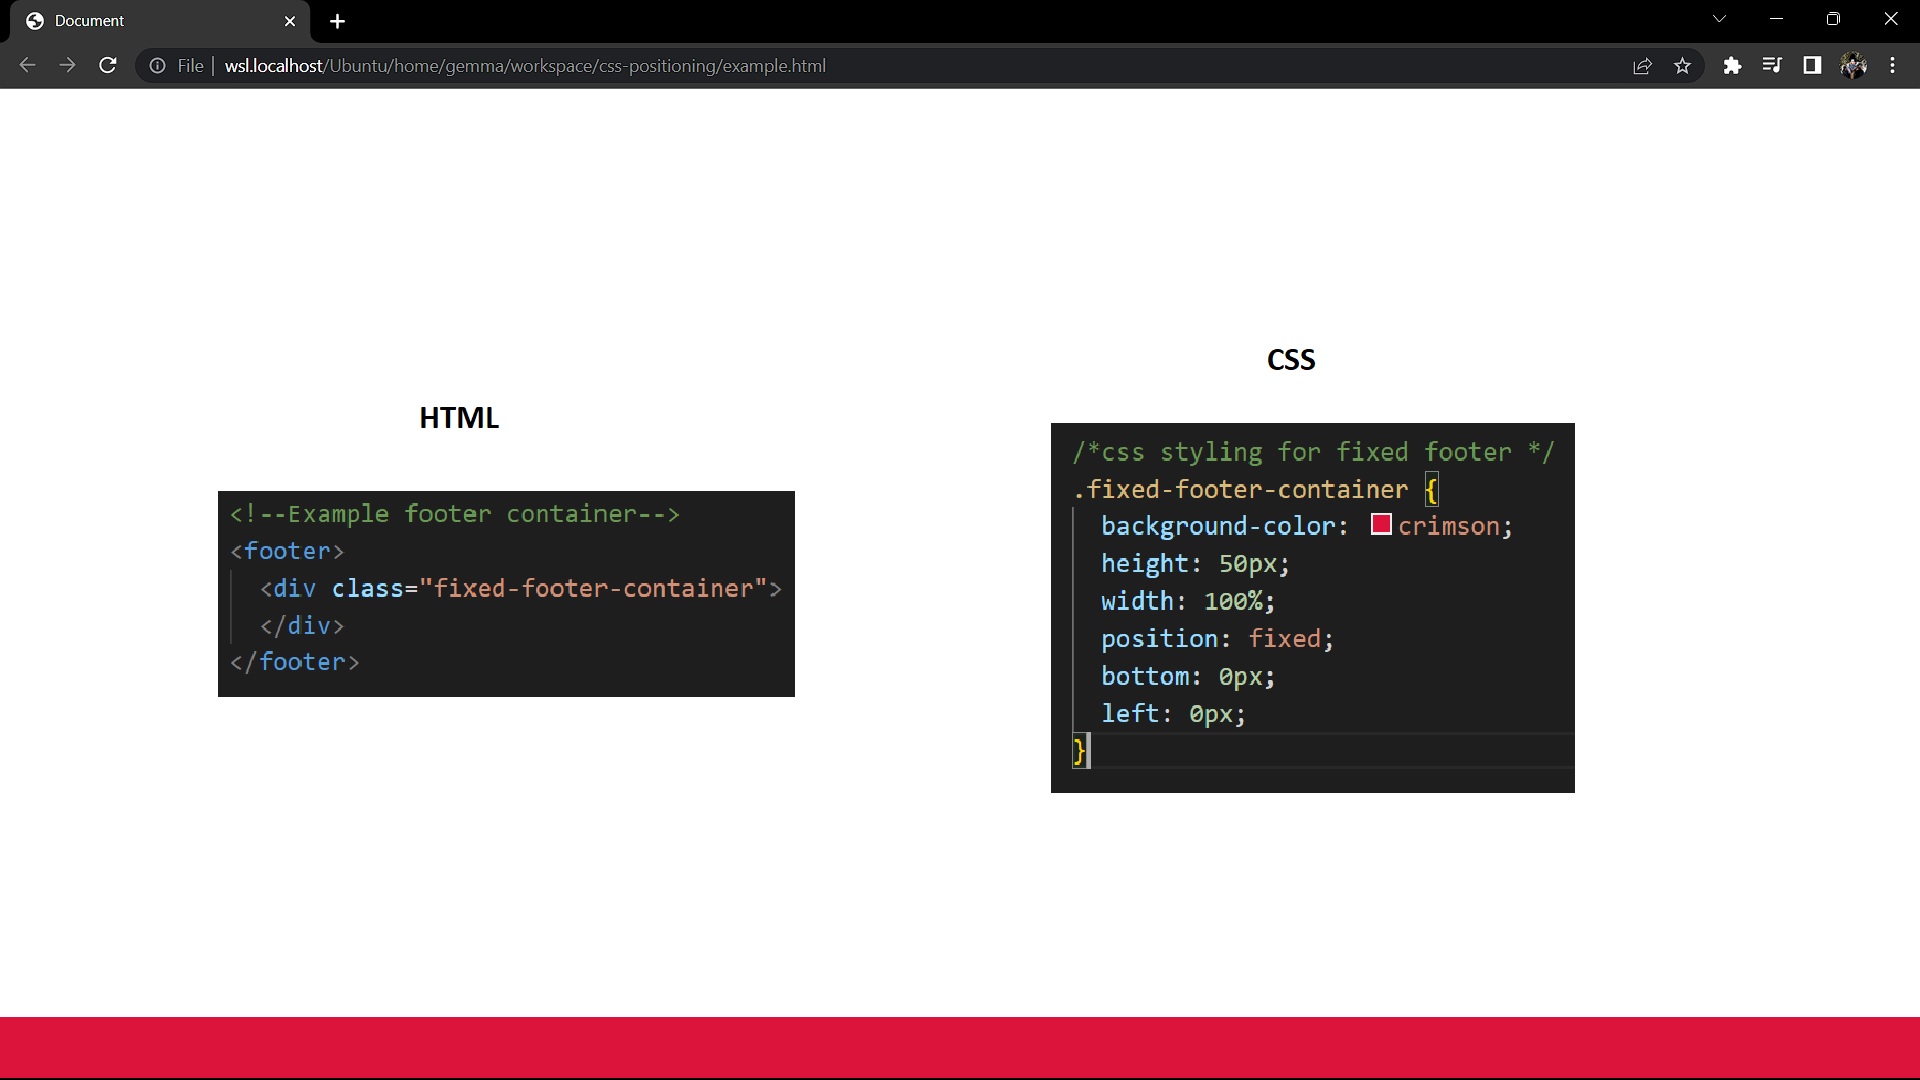 Document
File | wsl.localhost/Ubuntu/home/gemma/workspace/css-positioning/example.html
HTML
<!--Example footer container-->
<footer>
<div class="fixed-footer-container">
</div>
</footer>
CSS
/*css styling for fixed footer */
.fixed-footer-container {
background-color: crimson;
height: 50px;
width: 100%;
position: fixed;
bottom: 0px;
left: 0px;
}